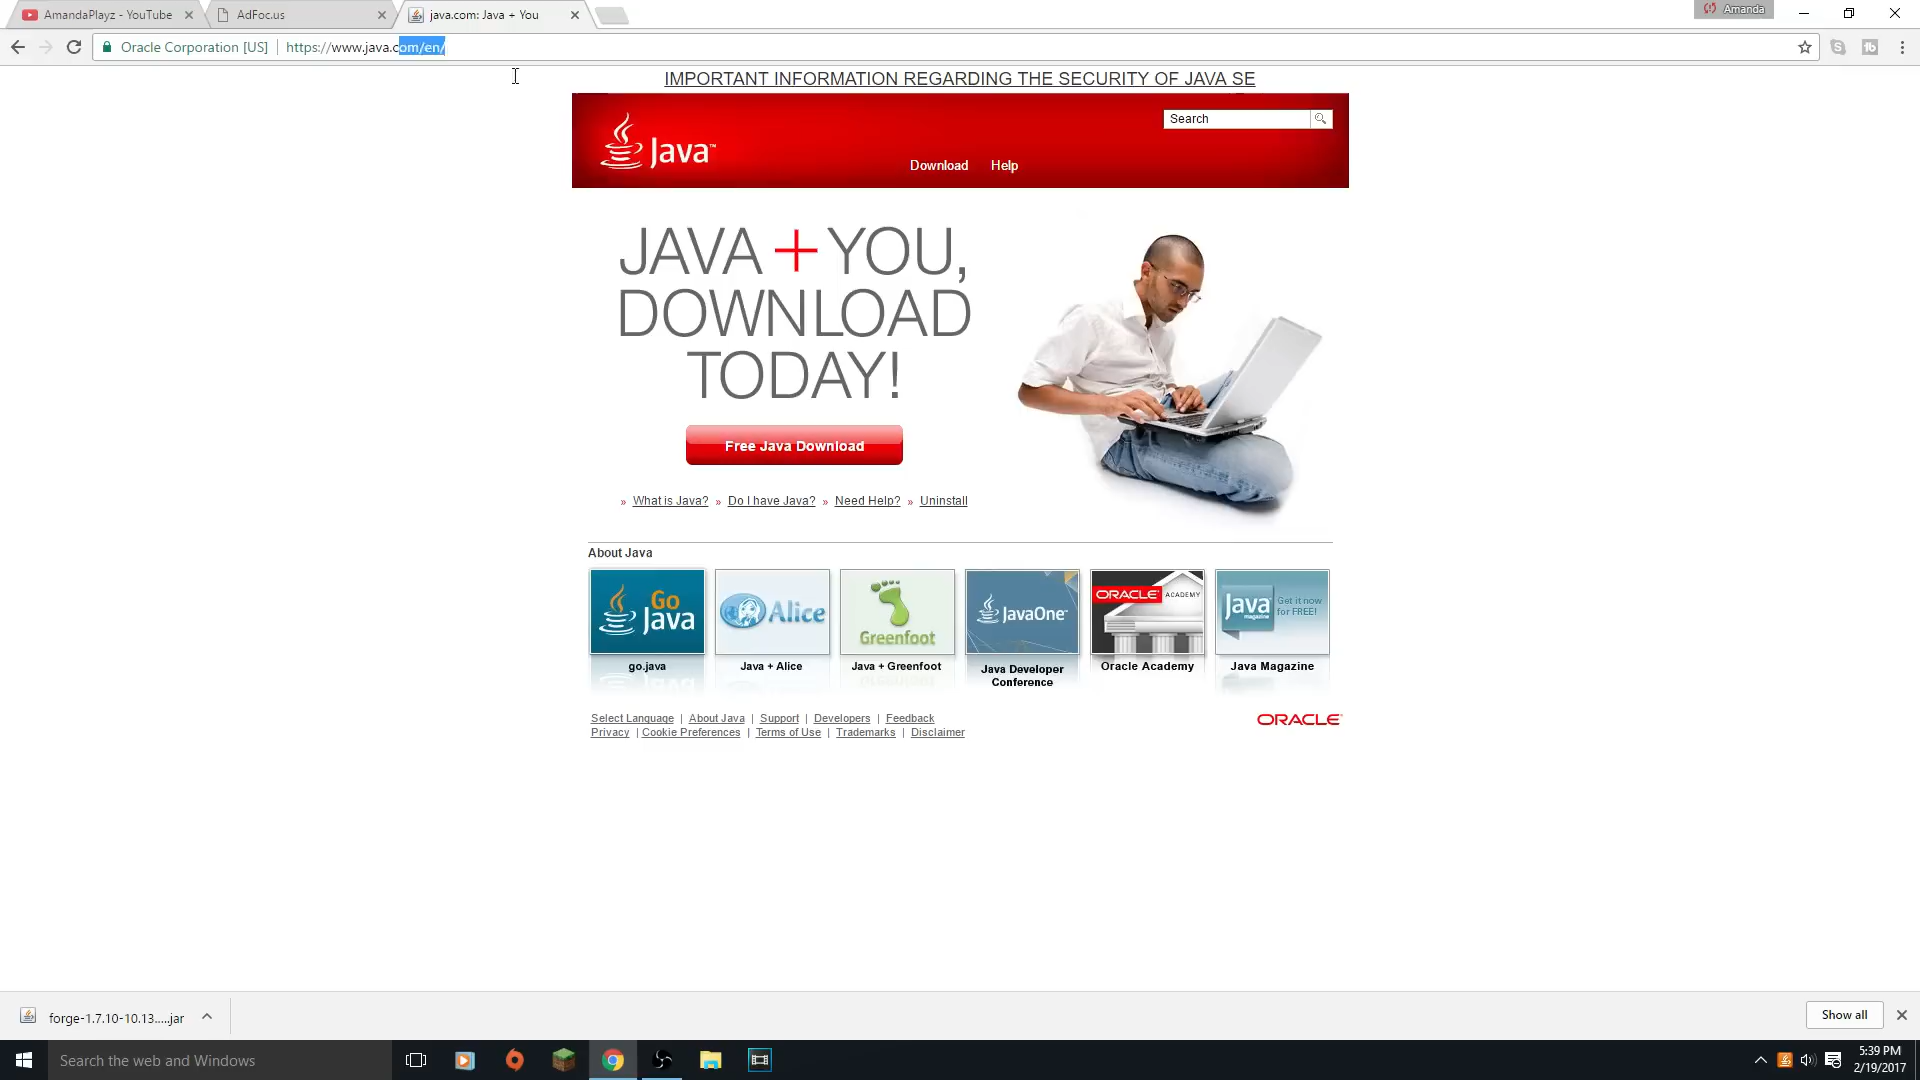 AmandaPlayz - YouTube
AdFoc.us
java.com: Java + You
Amanda
Oracle Corporation [US]
https://www.java.com/en/
IMPORTANT INFORMATION REGARDING THE SECURITY OF JAVA SE
Java™
Search
Download
Help
JAVA + YOU,
DOWNLOAD
TODAY!
Free Java Download
» What is Java? » Do I have Java? » Need Help? » Uninstall
About Java
Go
Java
Alice
Greenfoot
JavaOne™
ORACLE ACADEMY
Java magazine
Get it now
for FREE!
go.java
Java + Alice
Java + Greenfoot
Java Developer
Conference
Oracle Academy
Java Magazine
Select Language | About Java | Support | Developers | Feedback
Privacy | Cookie Preferences | Terms of Use | Trademarks | Disclaimer
ORACLE
forge-1.7.10-10.13.....jar
Show all
Search the web and Windows
5:39 PM
2/19/2017